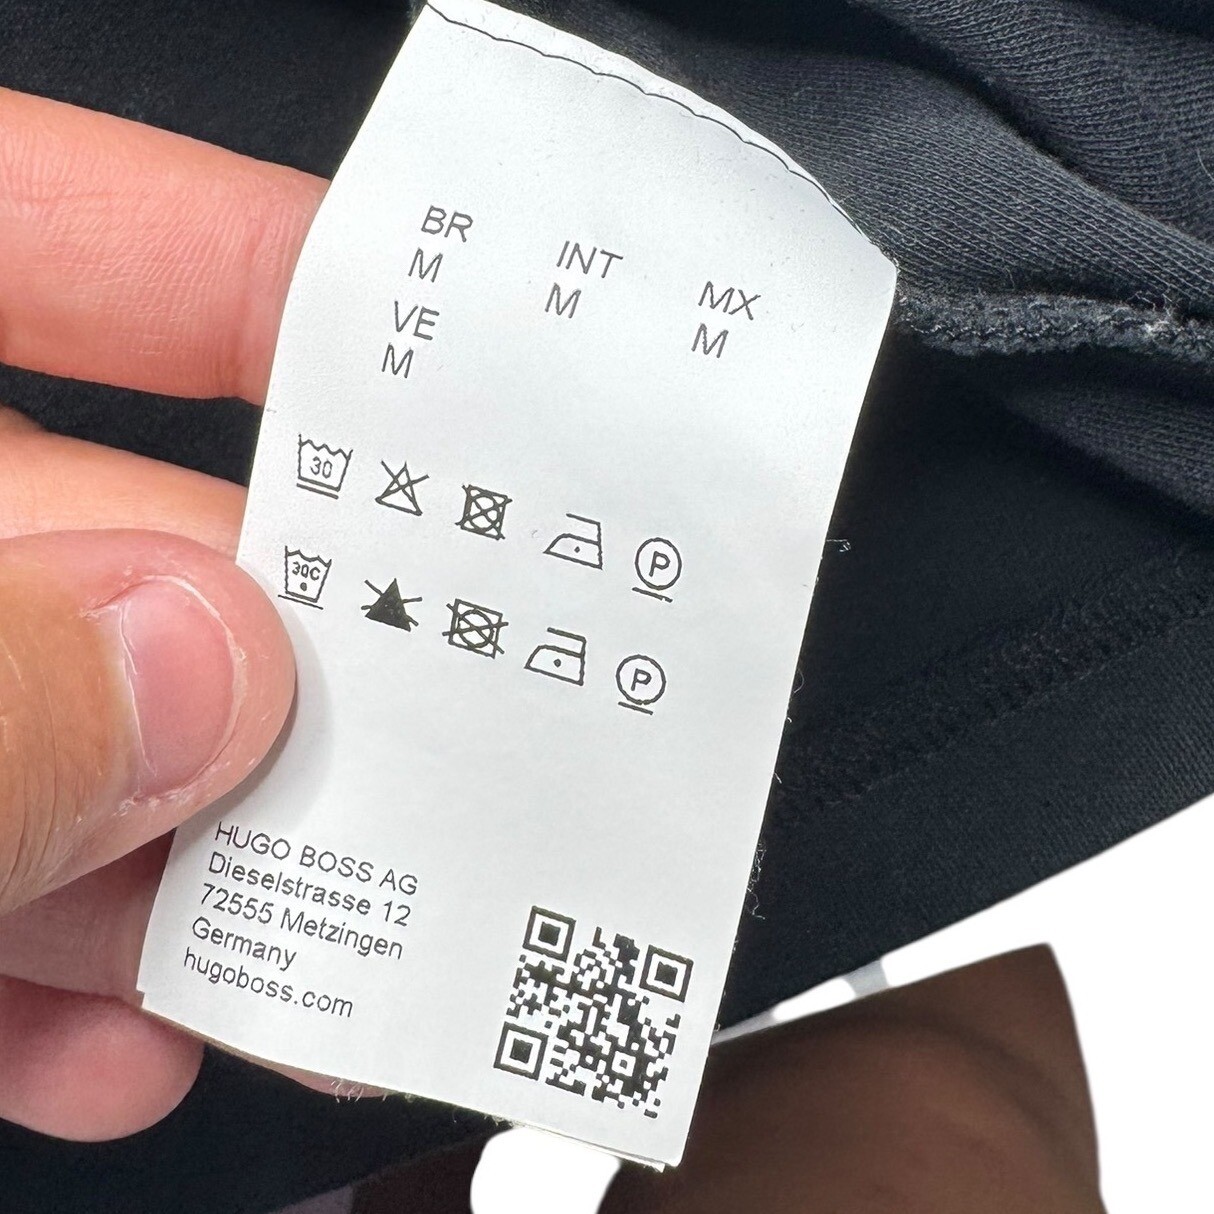 BR INT MX
M M M
VE
M
30
P
30C
P
HUGO BOSS AG
Dieselstrasse 12
72555 Metzingen
Germany
hugoboss.com